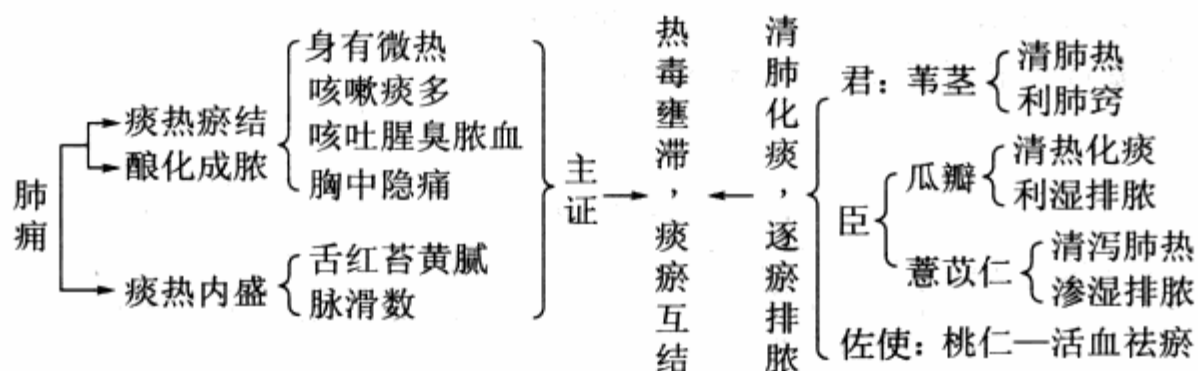 肺痈
痰热瘀结
酿化成脓
痰热内盛
身有微热
咳嗽痰多
咳吐腥臭脓血
胸中隐痛
舌红苔黄腻
脉滑数
主证
热毒壅滞，痰瘀互结
清肺化痰，逐瘀排脓
君：苇茎
清肺热
利肺窍
臣
瓜瓣
清热化痰
利湿排脓
薏苡仁
清泻肺热
渗湿排脓
佐使：桃仁—活血祛瘀